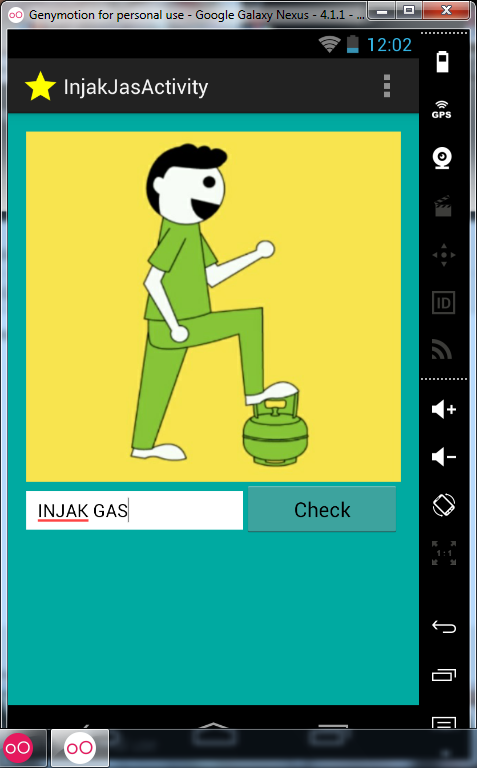 Genymotion for personal use - Google Galaxy Nexus - 4.1.1 - ...
12:02
InjakJasActivity
GPS
ID
INJAK GAS
Check
1:1